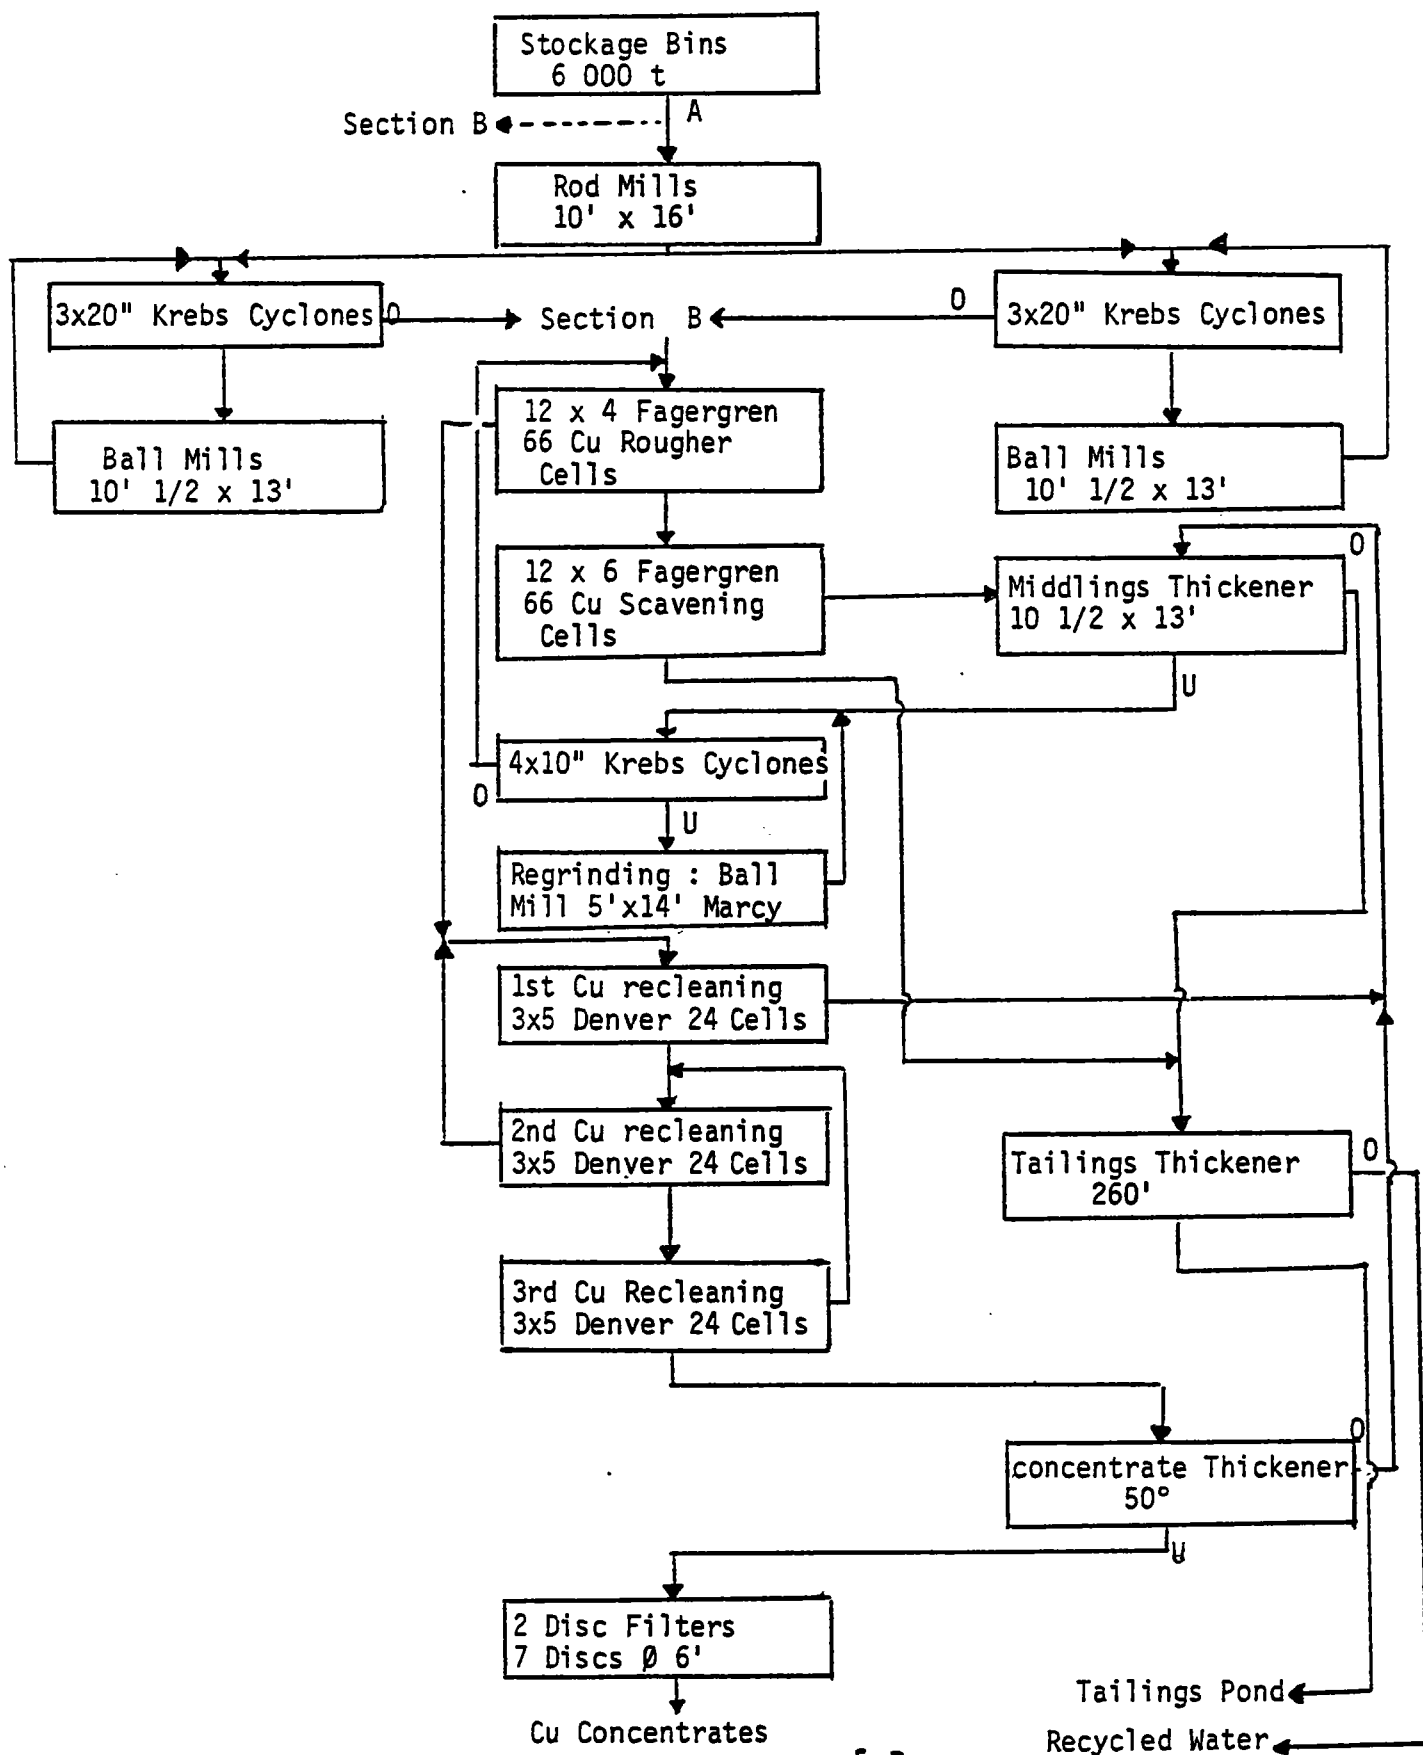 Stockage Bins
6 000 t
A
Section B
Rod Mills
10' x 16'
3x20" Krebs Cyclones
O
Section B
O
3x20" Krebs Cyclones
12 x 4 Fagergren
66 Cu Rougher
Cells
Ball Mills
10' 1/2 x 13'
Ball Mills
10' 1/2 x 13'
12 x 6 Fagergren
66 Cu Scavening
Cells
O
Middlings Thickener
10 1/2 x 13'
U
4x10" Krebs Cyclones
O
U
Regrinding : Ball
Mill 5'x14' Marcy
1st Cu recleaning
3x5 Denver 24 Cells
2nd Cu recleaning
3x5 Denver 24 Cells
O
Tailings Thickener
260'
3rd Cu Recleaning
3x5 Denver 24 Cells
O
concentrate Thickener
50°
U
2 Disc Filters
7 Discs Ø 6'
Tailings Pond
Cu Concentrates
Recycled Water